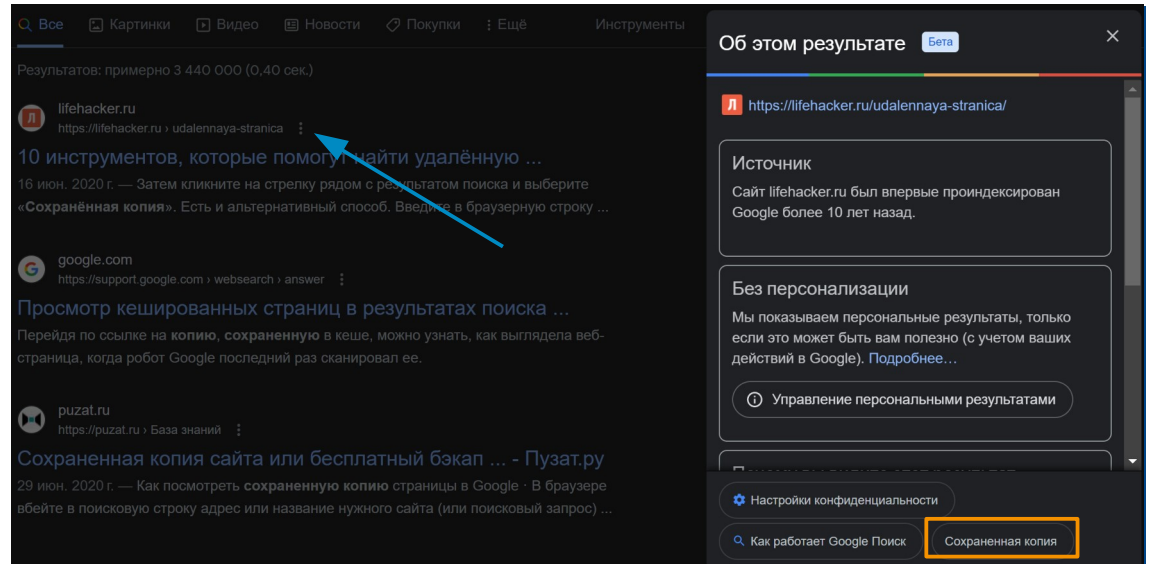 Все Картинки Видео Новости Покупки Ещё Инструменты
Результатов: примерно 3 440 000 (0,40 сек.)
Л
lifehacker.ru
https://lifehacker.ru › udalennaya-stranica
10 инструментов, которые помогут найти удалённую ...
16 июн. 2020 г. — Затем кликните на стрелку рядом с результатом поиска и выберите
«Сохранённая копия». Есть и альтернативный способ. Введите в браузерную строку ...
google.com
https://support.google.com › websearch › answer
Просмотр кешированных страниц в результатах поиска ...
Перейдя по ссылке на копию, сохраненную в кеше, можно узнать, как выглядела веб-
страница, когда робот Google последний раз сканировал ее.
puzat.ru
https://puzat.ru › База знаний
Сохраненная копия сайта или бесплатный бэкап ... - Пузат.ру
29 июн. 2020 г. — Как посмотреть сохраненную копию страницы в Google · В браузере
вбейте в поисковую строку адрес или название нужного сайта (или поисковый запрос) ...
Об этом результате Бета
Л https://lifehacker.ru/udalennaya-stranica/
Источник
Сайт lifehacker.ru был впервые проиндексирован
Google более 10 лет назад.
Без персонализации
Мы показываем персональные результаты, только
если это может быть вам полезно (с учетом ваших
действий в Google). Подробнее…
Управление персональными результатами
Настройки конфиденциальности
Как работает Google Поиск Сохраненная копия